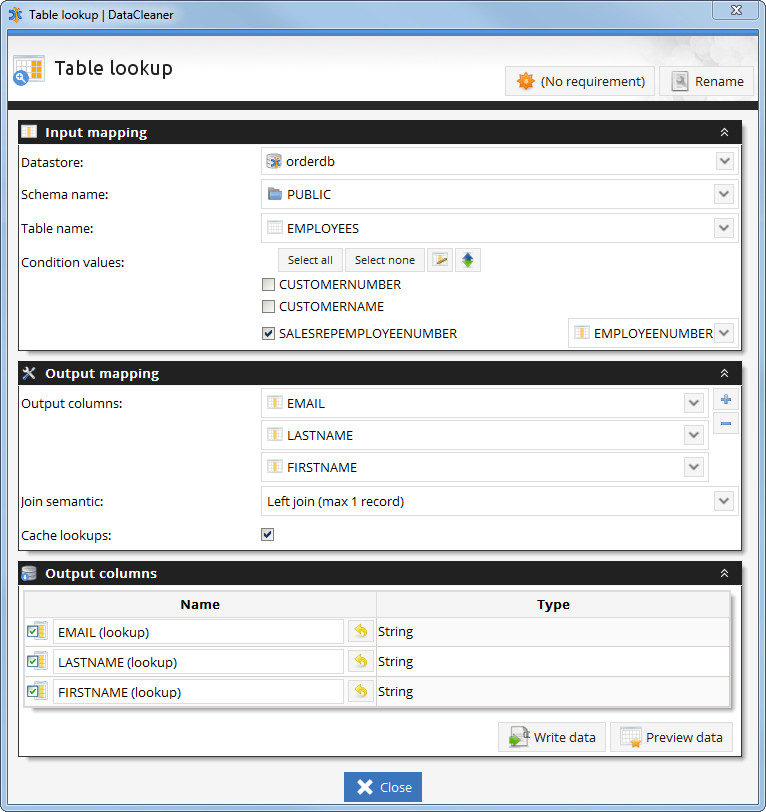 Table lookup | DataCleaner
Table lookup
(No requirement) Rename
Input mapping
Datastore: orderdb
Schema name: PUBLIC
Table name: EMPLOYEES
Condition values: Select all Select none
CUSTOMERNUMBER
CUSTOMERNAME
SALESREPEMPLOYEENUMBER EMPLOYEENUMBER
Output mapping
Output columns: EMAIL
LASTNAME
FIRSTNAME
Join semantic: Left join (max 1 record)
Cache lookups:
Output columns
Name Type
EMAIL (lookup) String
LASTNAME (lookup) String
FIRSTNAME (lookup) String
Write data Preview data
Close